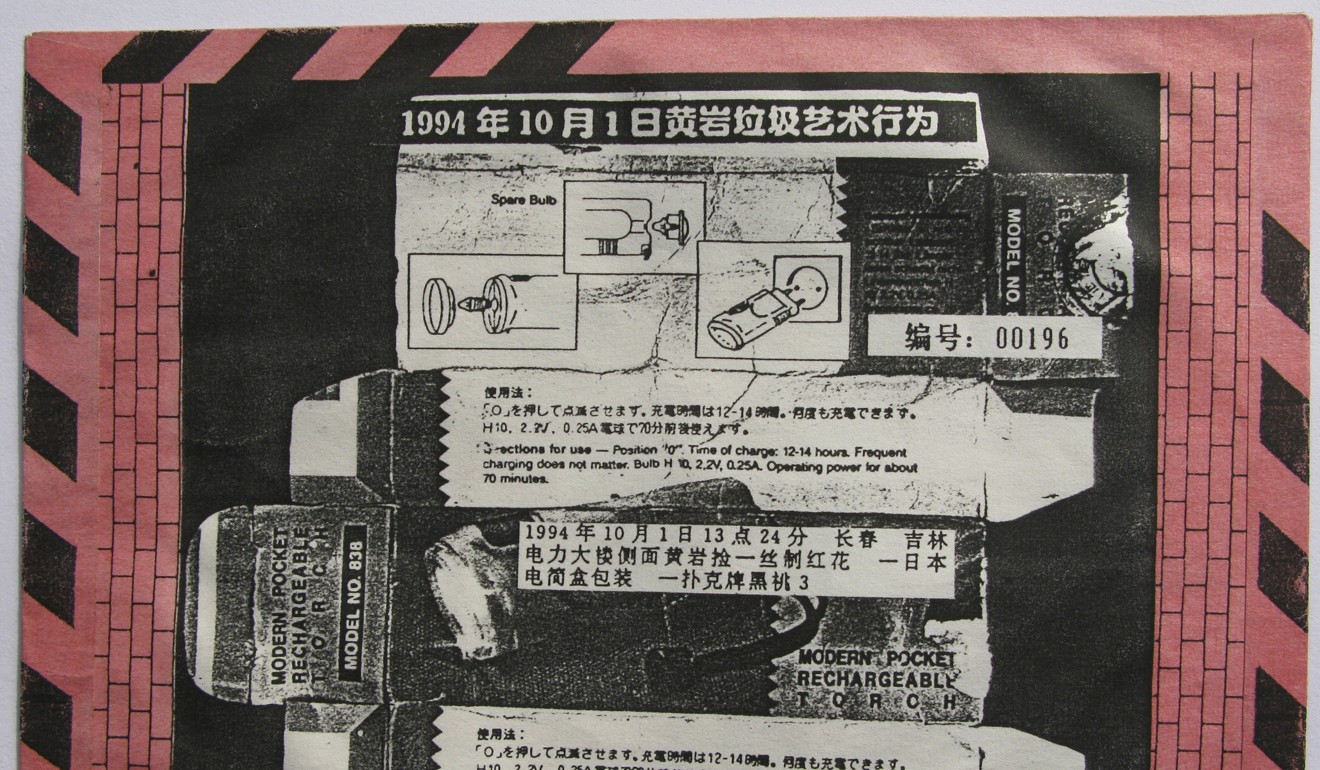 1994年10月1日黄岩垃圾艺术行为
Spare Bulb
MODEL NO.
编号：00196
使用法：
「O」を押して点滅させます。充電時間は12-14時間。何度も充電できます。
H10, 2.2V, 0.25A電球で70分前後使えます。
Directions for use — Position "0". Time of charge: 12-14 hours. Frequent
charging does not matter. Bulb H 10, 2.2V, 0.25A. Operating power for about
70 minutes.
1994年10月1日13点24分 长春 吉林
电力大楼侧面黄岩捡一丝制红花 一日本
电筒盒包装 一扑克牌黑桃3
MODERN POCKET
RECHARGEABLE
TORCH
MODEL NO. 838
MODERN POCKET
RECHARGEABLE
TORCH
使用法：
「O」を押して点滅させます。充電時間は12-14時間。何度も充電できます。